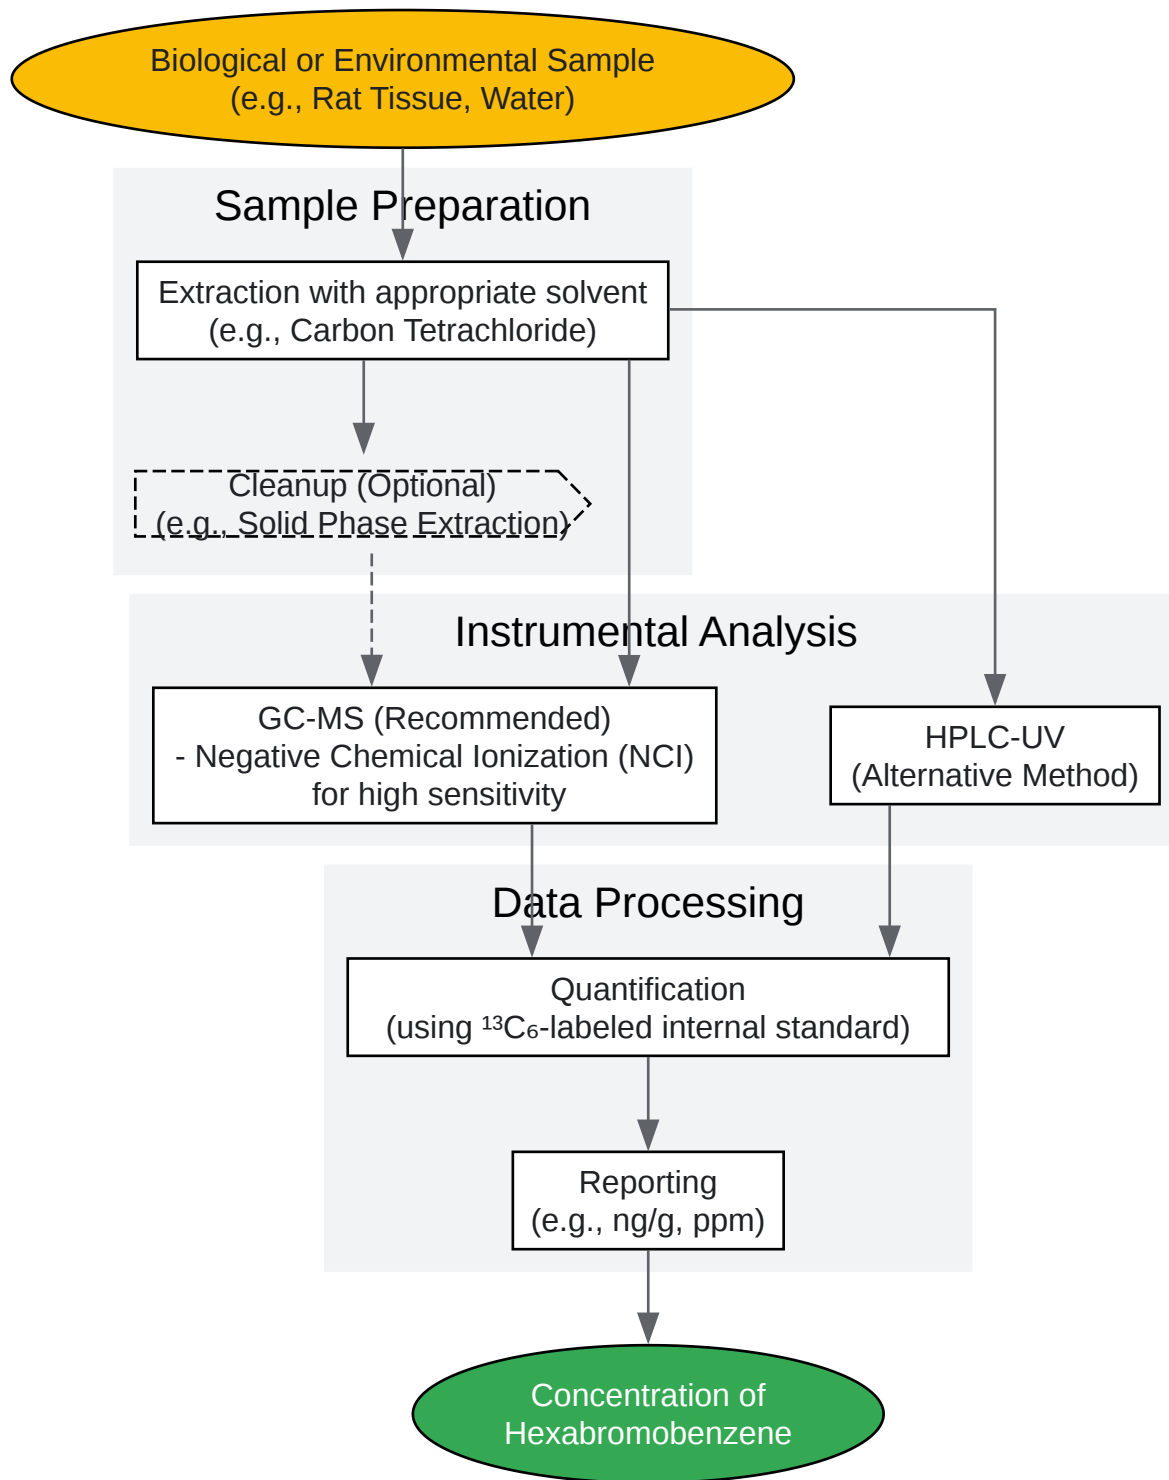 Biological or Environmental Sample
(e.g., Rat Tissue, Water)
Sample Preparation
Extraction with appropriate solvent
(e.g., Carbon Tetrachloride)
Cleanup (Optional)
(e.g., Solid Phase Extraction)
Instrumental Analysis
GC-MS (Recommended)
- Negative Chemical Ionization (NCI)
for high sensitivity
HPLC-UV
(Alternative Method)
Data Processing
Quantification
(using ¹³C₆-labeled internal standard)
Reporting
(e.g., ng/g, ppm)
Concentration of
Hexabromobenzene